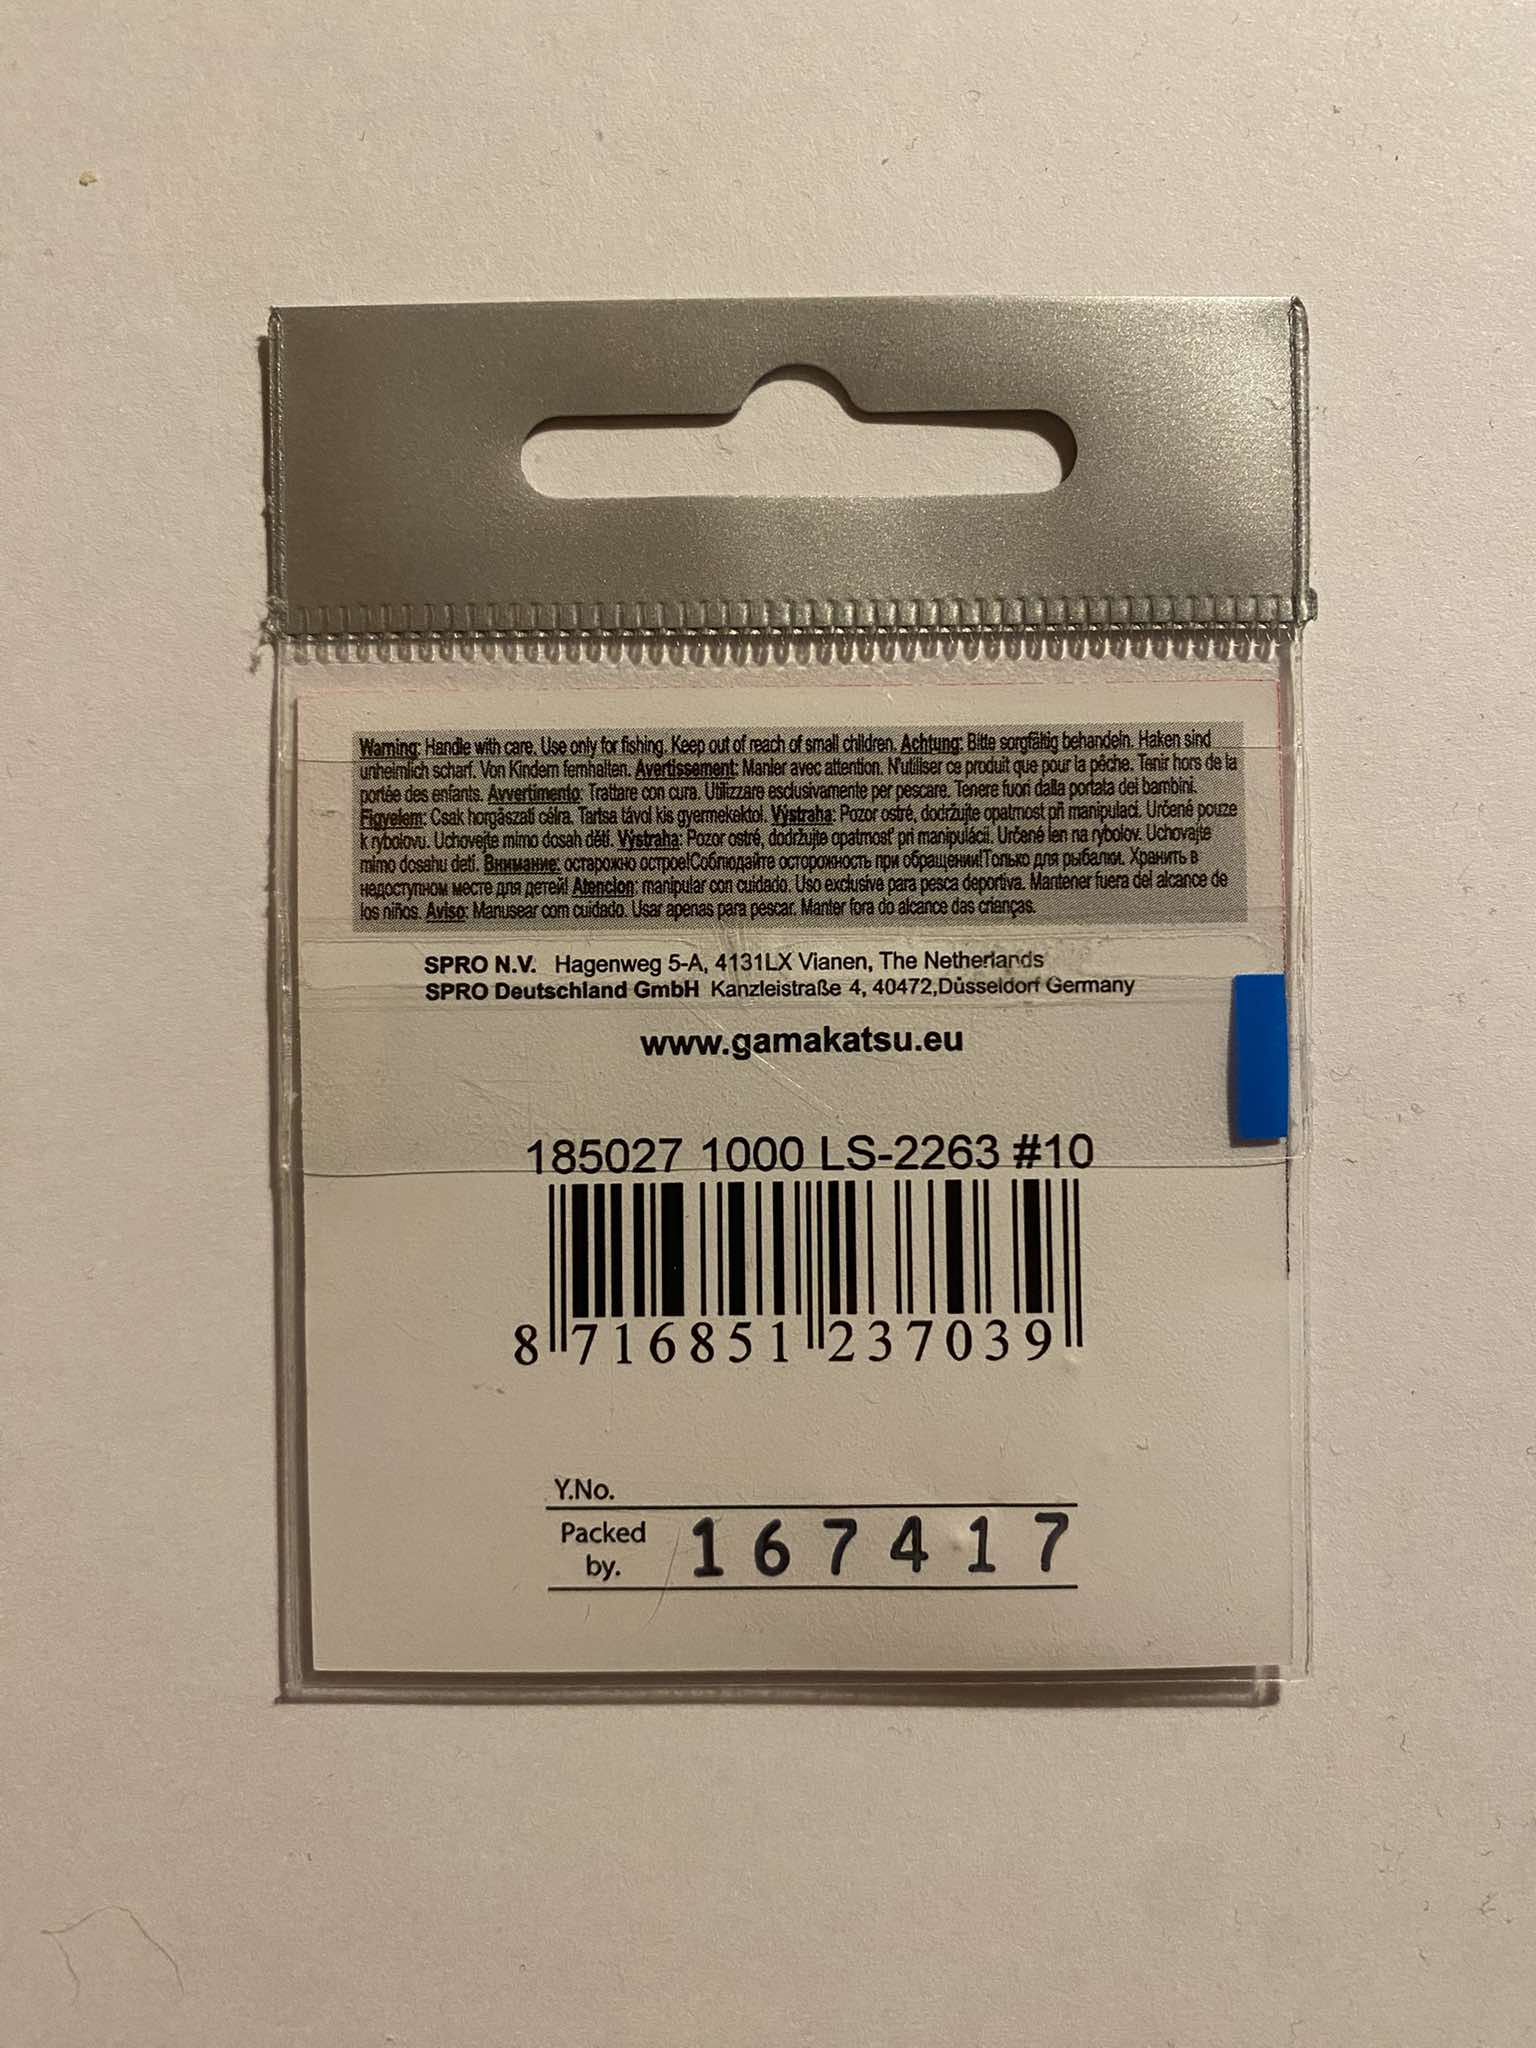 Warning: Handle with care. Use only for fishing. Keep out of reach of small children. Achtung: Bitte sorgfältig behandeln. Haken sind
unheimlich scharf. Von Kindern fernhalten. Avertissement: Manier avec attention. N'utiliser ce produit que pour la pêche. Tenir hors de la
portée des enfants. Avvertimento: Trattare con cura. Utilizzare esclusivamente per pescare. Tenere fuori dalla portata dei bambini.
Figyelem: Csak horgászati célra. Tartsa távol kis gyermekektol. Výstraha: Pozor ostré, dodržujte opatrnost při manipulaci. Určené pouze
k rybolovu. Uchovejte mimo dosah dětí. Výstraha: Pozor ostré, dodržujte opatrnosť pri manipulácii. Určené len na rybolov. Uchovajte
mimo dosahu detí. Внимание: остарожно острое!Соблюдайте осторожность при обращении!Только для рыбалки. Хранить в
недоступном месте для детей! Atencion: manipular con cuidado. Uso exclusive para pesca deportiva. Mantener fuera del alcance de
los niños. Aviso: Manusear com cuidado. Usar apenas para pescar. Manter fora do alcance das crianças.
SPRO N.V. Hagenweg 5-A, 4131LX Vianen, The Netherlands
SPRO Deutschland GmbH Kanzleistraße 4, 40472,Düsseldorf Germany
www.gamakatsu.eu
185027 1000 LS-2263 #10
8 716851 237039
Y.No.
Packed by. 167417